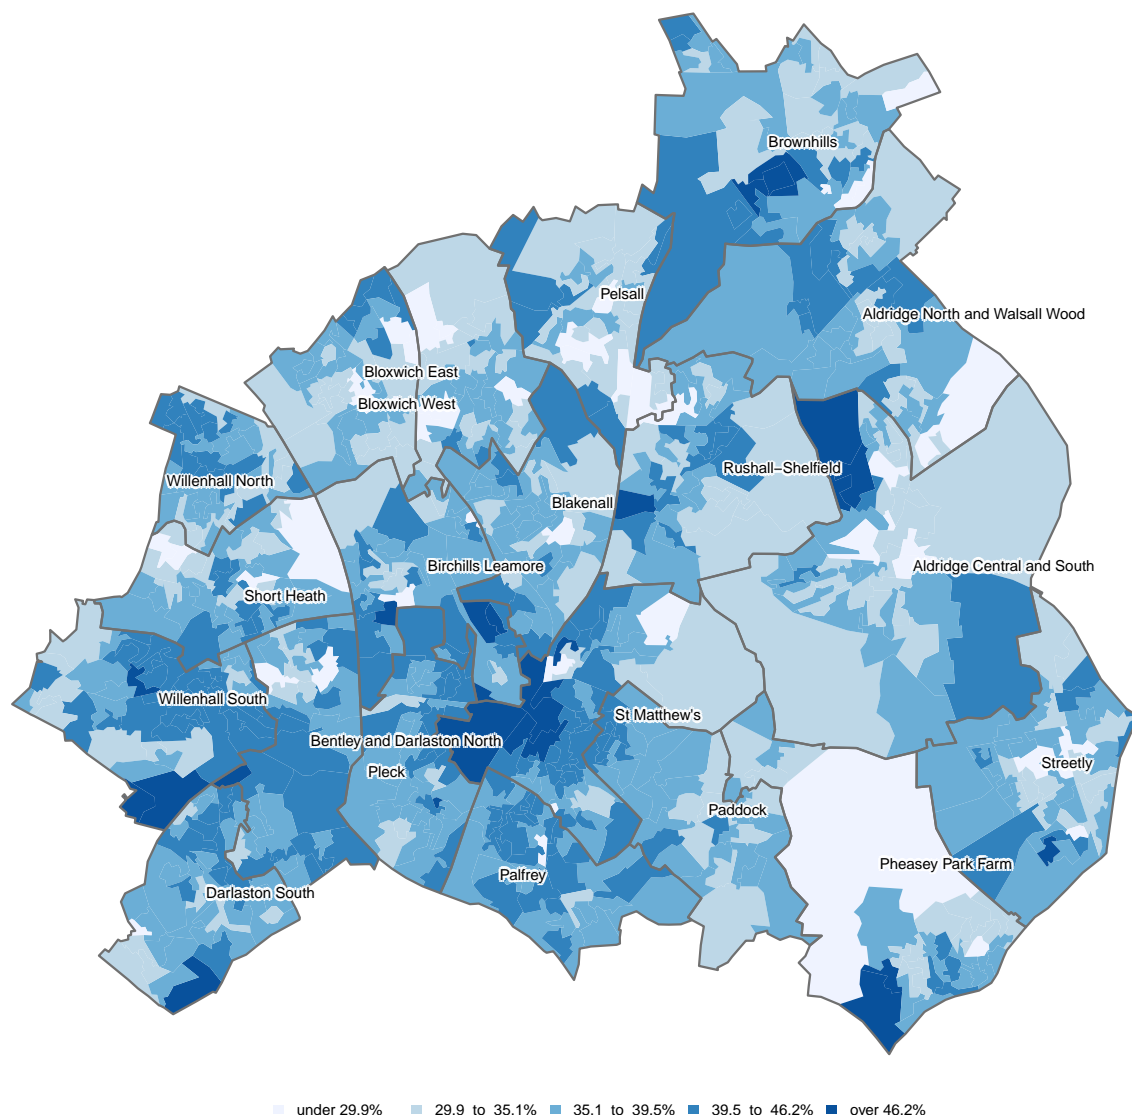 Brownhills
Pelsall
Aldridge North and Walsall Wood
Bloxwich East
Bloxwich West
Rushall−Shelfield
Willenhall North
Blakenall
Birchills Leamore
Aldridge Central and South
Short Heath
Willenhall South
St Matthew's
Bentley and Darlaston North
Streetly
Pleck
Paddock
Pheasey Park Farm
Palfrey
Darlaston South
under 29.9% 29.9 to 35.1% 35.1 to 39.5% 39.5 to 46.2% over 46.2%